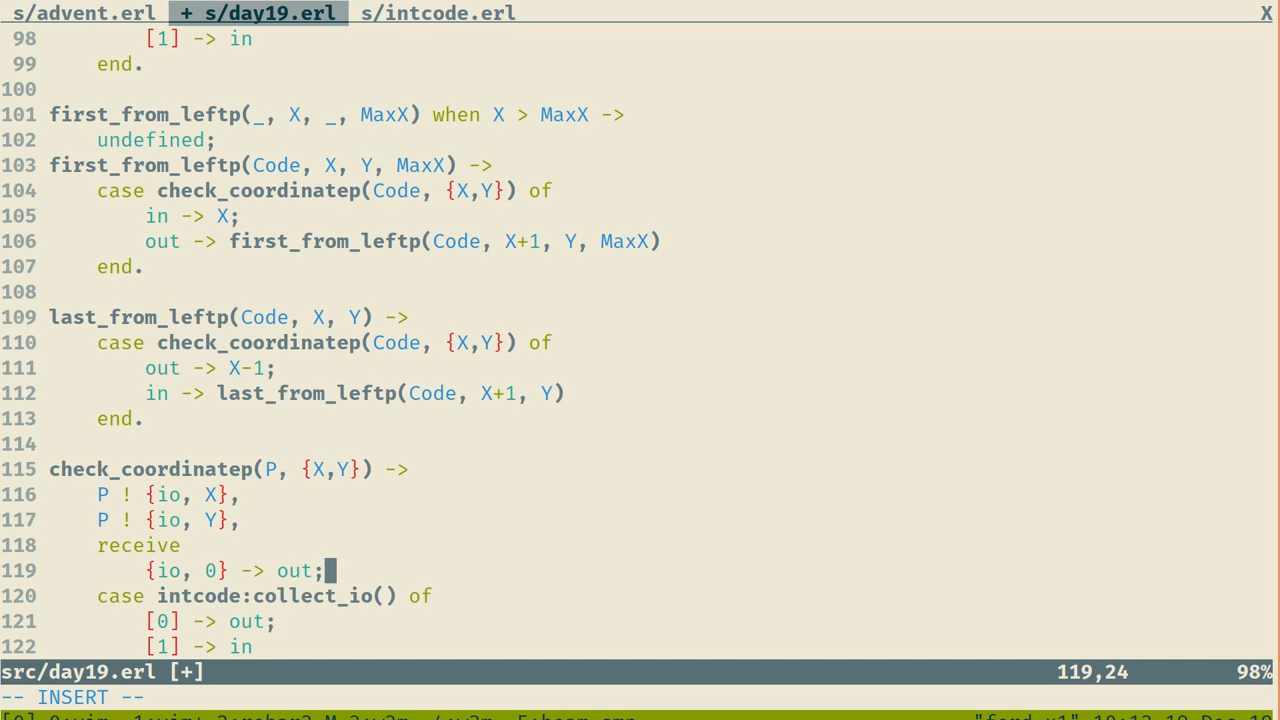 s/advent.erl + s/day19.erl s/intcode.erl X
98 [1] -> in
99 end.
100
101 first_from_leftp(_, X, _, MaxX) when X > MaxX ->
102 undefined;
103 first_from_leftp(Code, X, Y, MaxX) ->
104 case check_coordinatep(Code, {X,Y}) of
105 in -> X;
106 out -> first_from_leftp(Code, X+1, Y, MaxX)
107 end.
108
109 last_from_leftp(Code, X, Y) ->
110 case check_coordinatep(Code, {X,Y}) of
111 out -> X-1;
112 in -> last_from_leftp(Code, X+1, Y)
113 end.
114
115 check_coordinatep(P, {X,Y}) ->
116 P ! {io, X},
117 P ! {io, Y},
118 receive
119 {io, 0} -> out;
120 case intcode:collect_io() of
121 [0] -> out;
122 [1] -> in
src/day19.erl [+] 119,24 98%
-- INSERT --